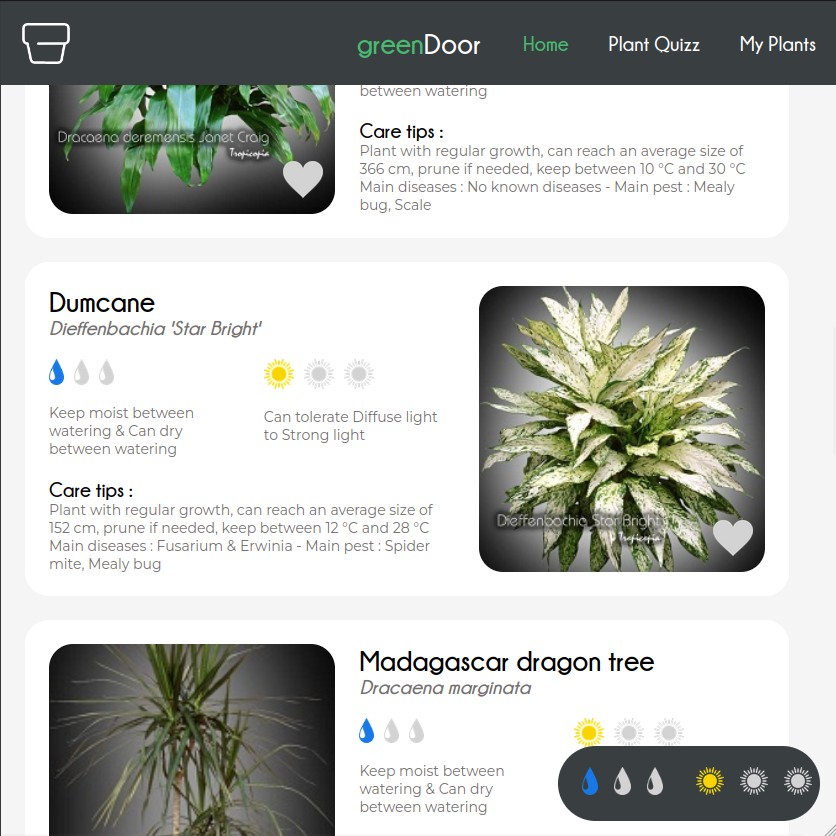 greenDoor
Home
Plant Quizz
My Plants
between watering
Dracaena deremensis Janet Craig
Tropicopia
Care tips :
Plant with regular growth, can reach an average size of
366 cm, prune if needed, keep between 10 °C and 30 °C
Main diseases : No known diseases - Main pest : Mealy
bug, Scale
Dumcane
Dieffenbachia 'Star Bright'
Keep moist between
watering & Can dry
between watering
Can tolerate Diffuse light
to Strong light
Care tips :
Plant with regular growth, can reach an average size of
152 cm, prune if needed, keep between 12 °C and 28 °C
Main diseases : Fusarium & Erwinia - Main pest : Spider
mite, Mealy bug
Dieffenbachia Star Bright
Tropicopia
Madagascar dragon tree
Dracaena marginata
Keep moist between
watering & Can dry
between watering